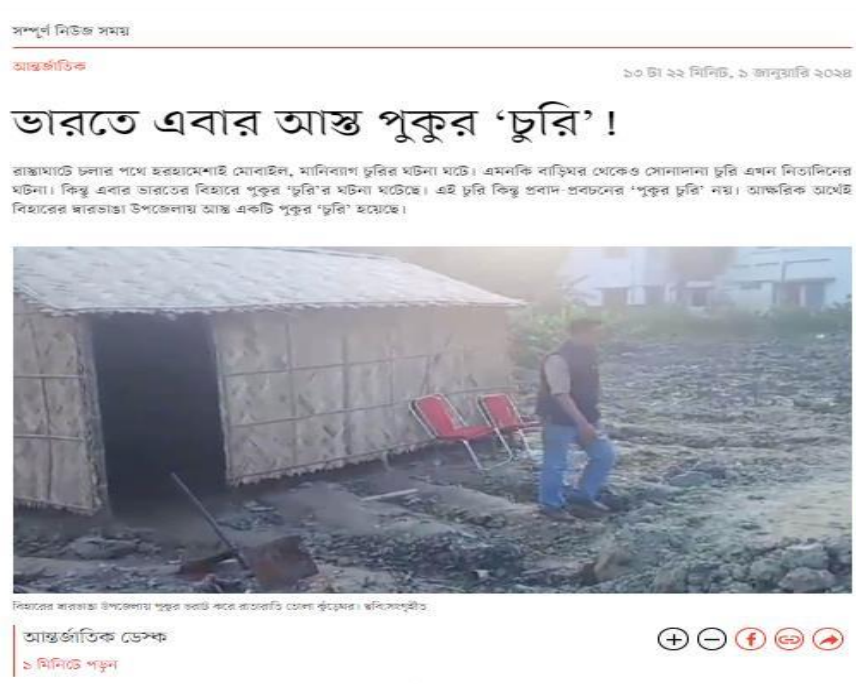 সম্পূর্ণ নিউজ সময়
আন্তর্জাতিক
১৩ টা ২২ মিনিট, ১ জানুয়ারি ২০২৪
ভারতে এবার আস্ত পুকুর ‘চুরি’!
রাস্তাঘাটে চলার পথে হরহামেশাই মোবাইল, মানিব্যাগ চুরির ঘটনা ঘটে। এমনকি বাড়িঘর থেকেও সোনাদানা চুরি এখন নিত্যদিনের
ঘটনা। কিন্তু এবার ভারতের বিহারে পুকুর ‘চুরি’র ঘটনা ঘটেছে। এই চুরি কিন্তু প্রবাদ-প্রবচনের ‘পুকুর চুরি’ নয়। আক্ষরিক অর্থেই
বিহারের দ্বারভাঙা উপজেলায় আস্ত একটি পুকুর ‘চুরি’ হয়েছে।
বিহারের দ্বারভাঙা উপজেলায় পুকুর ভরাট করে রাতারাতি তোলা কুঁড়েঘর। ছবি:সংগৃহীত
আন্তর্জাতিক ডেস্ক
১ মিনিটে পড়ুন